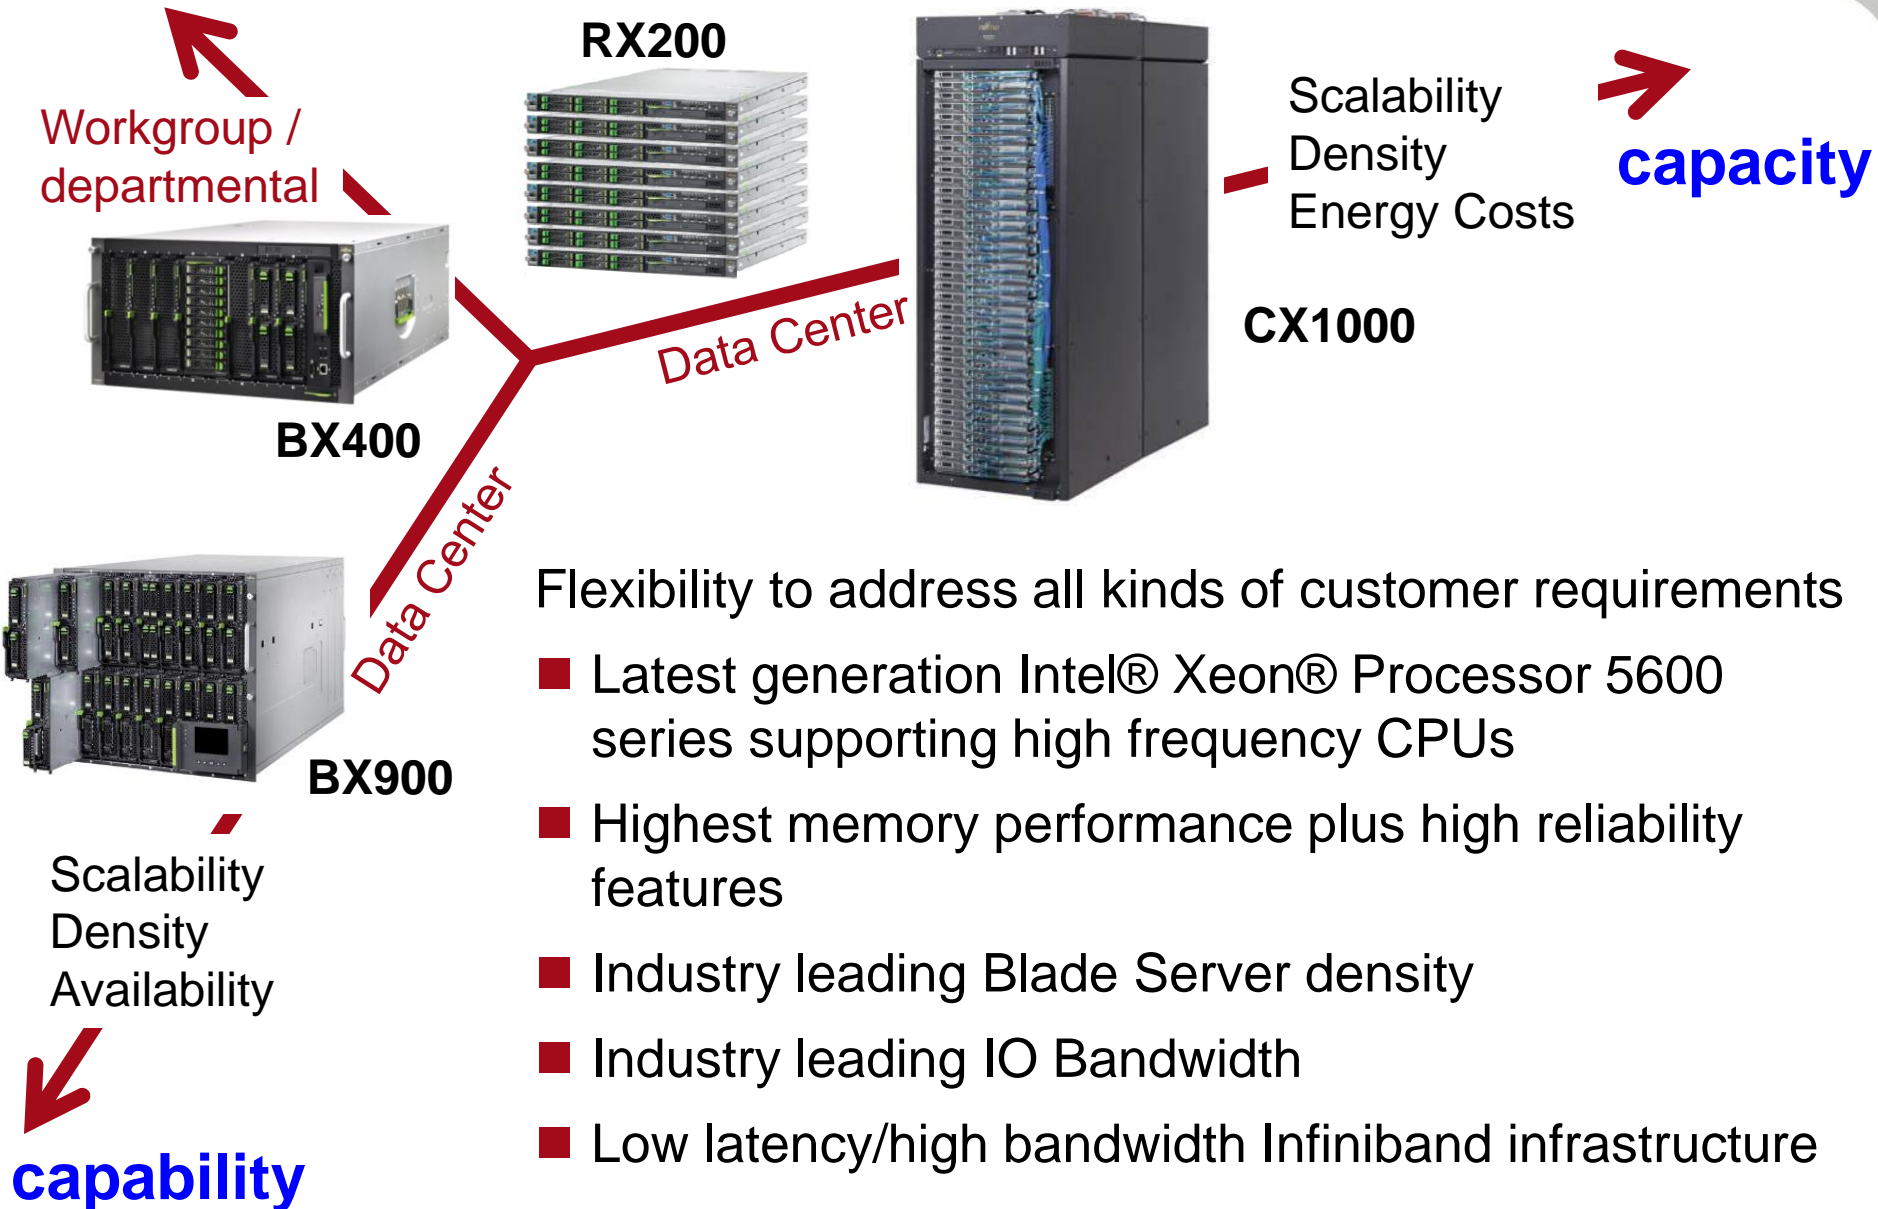 RX200
Workgroup /
departmental
Scalability
Density
Energy Costs
capacity
CX1000
Data Center
BX400
Data Center
BX900
Scalability
Density
Availability
capability
Flexibility to address all kinds of customer requirements
Latest generation Intel® Xeon® Processor 5600
series supporting high frequency CPUs
Highest memory performance plus high reliability
features
Industry leading Blade Server density
Industry leading IO Bandwidth
Low latency/high bandwidth Infiniband infrastructure